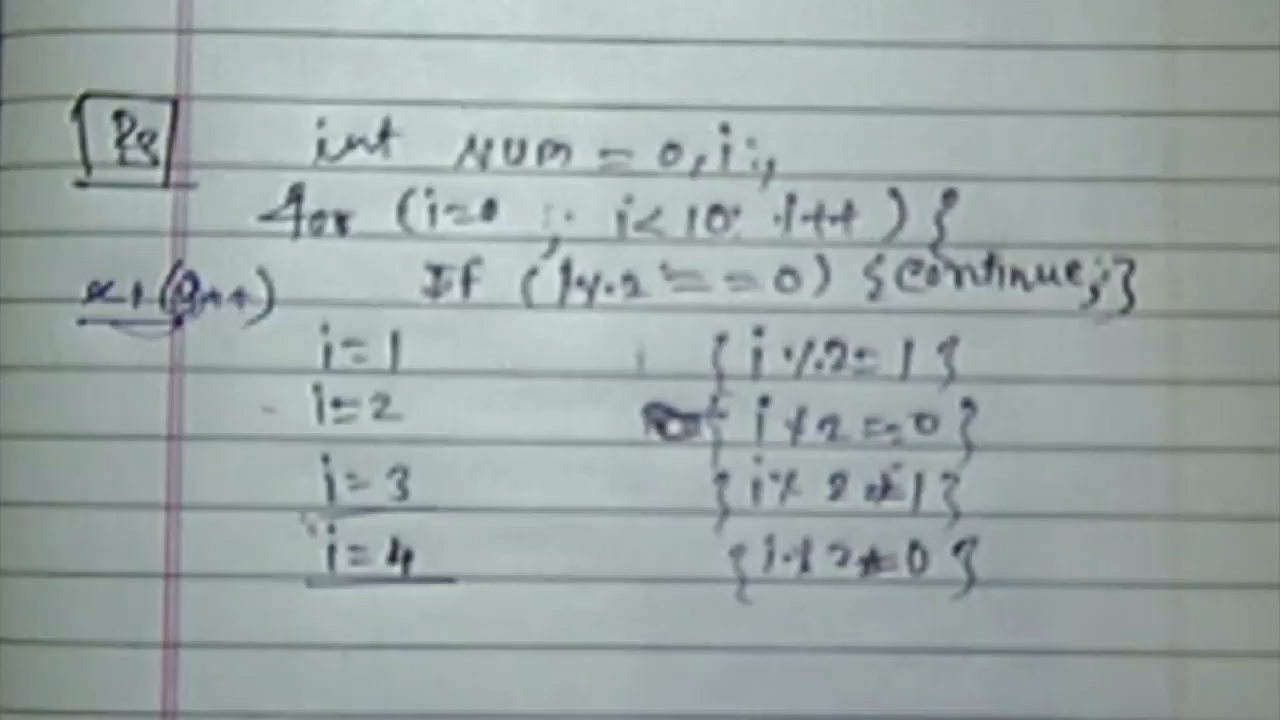 int NUM = 0, i;
for (i=0 ; i<10; i++) {
If (i%2 == 0) {continue;}
i=1 {i%2=1}
i=2 {i%2=0}
i=3 {i%2=1}
i=4 {i%2=0}